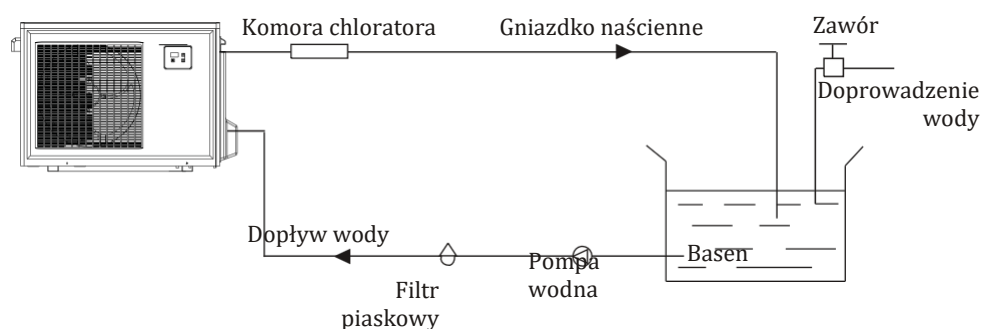 Komora chloratora
Gniazdko naścienne
Zawór
Doprowadzenie
wody
Dopływ wody
Basen
Pompa
wodna
Filtr
piaskowy